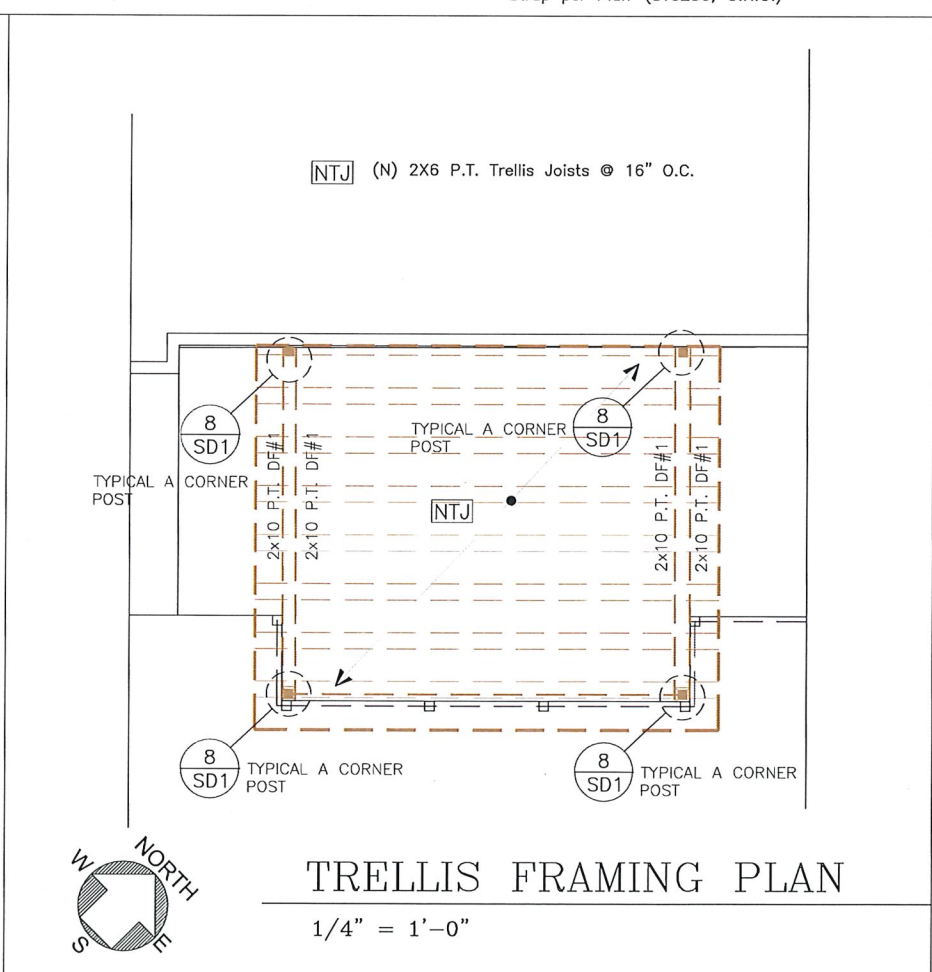 NTJ (N) 2X6 P.T. Trellis Joists @ 16" O.C.
8
SD1
TYPICAL A CORNER
POST
TYPICAL A CORNER
POST
8
SD1
2x10 P.T. DF#1
2x10 P.T. DF#1
NTJ
2x10 P.T. DF#1
2x10 P.T. DF#1
8
SD1
TYPICAL A CORNER
POST
8
SD1
TYPICAL A CORNER
POST
W
NORTH
S
E
TRELLIS FRAMING PLAN
1/4" = 1'-0"